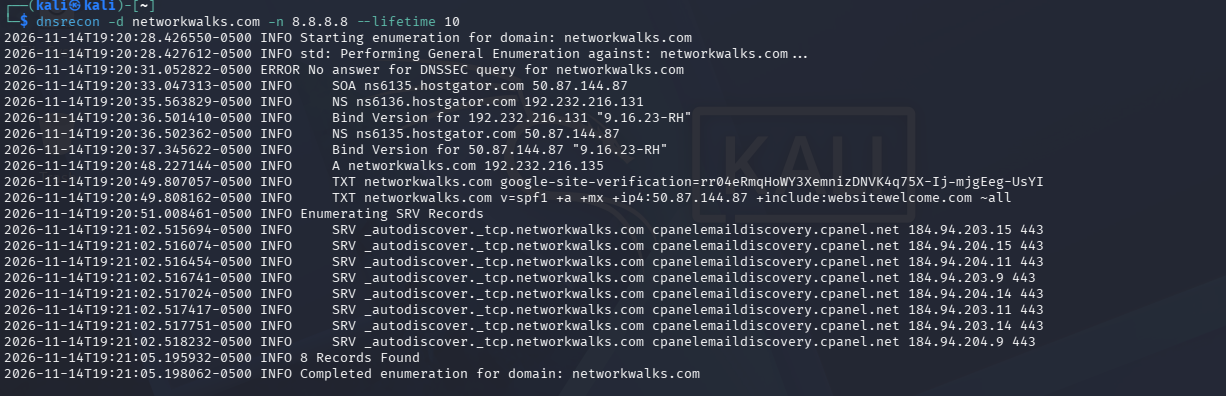 ┌──(kali㉿kali)-[~]
└─$ dnsrecon -d networkwalks.com -n 8.8.8.8 --lifetime 10
2026-11-14T19:20:28.426550-0500 INFO Starting enumeration for domain: networkwalks.com
2026-11-14T19:20:28.427612-0500 INFO std: Performing General Enumeration against: networkwalks.com...
2026-11-14T19:20:31.052822-0500 ERROR No answer for DNSSEC query for networkwalks.com
2026-11-14T19:20:33.047313-0500 INFO     SOA ns6135.hostgator.com 50.87.144.87
2026-11-14T19:20:35.563829-0500 INFO     NS ns6136.hostgator.com 192.232.216.131
2026-11-14T19:20:36.501410-0500 INFO     Bind Version for 192.232.216.131 "9.16.23-RH"
2026-11-14T19:20:36.502362-0500 INFO     NS ns6135.hostgator.com 50.87.144.87
2026-11-14T19:20:37.345622-0500 INFO     Bind Version for 50.87.144.87 "9.16.23-RH"
2026-11-14T19:20:48.227144-0500 INFO     A networkwalks.com 192.232.216.135
2026-11-14T19:20:49.807057-0500 INFO     TXT networkwalks.com google-site-verification=rr04eRmqHoWY3XemnizDNVK4q75X-Ij-mjgEeg-UsYI
2026-11-14T19:20:49.808162-0500 INFO     TXT networkwalks.com v=spf1 +a +mx +ip4:50.87.144.87 +include:websitewelcome.com ~all
2026-11-14T19:20:51.008461-0500 INFO Enumerating SRV Records
2026-11-14T19:21:02.515694-0500 INFO     SRV _autodiscover._tcp.networkwalks.com cpanelemaildiscovery.cpanel.net 184.94.203.15 443
2026-11-14T19:21:02.516074-0500 INFO     SRV _autodiscover._tcp.networkwalks.com cpanelemaildiscovery.cpanel.net 184.94.204.15 443
2026-11-14T19:21:02.516454-0500 INFO     SRV _autodiscover._tcp.networkwalks.com cpanelemaildiscovery.cpanel.net 184.94.204.11 443
2026-11-14T19:21:02.516741-0500 INFO     SRV _autodiscover._tcp.networkwalks.com cpanelemaildiscovery.cpanel.net 184.94.203.9 443
2026-11-14T19:21:02.517024-0500 INFO     SRV _autodiscover._tcp.networkwalks.com cpanelemaildiscovery.cpanel.net 184.94.204.14 443
2026-11-14T19:21:02.517417-0500 INFO     SRV _autodiscover._tcp.networkwalks.com cpanelemaildiscovery.cpanel.net 184.94.203.11 443
2026-11-14T19:21:02.517751-0500 INFO     SRV _autodiscover._tcp.networkwalks.com cpanelemaildiscovery.cpanel.net 184.94.203.14 443
2026-11-14T19:21:02.518232-0500 INFO     SRV _autodiscover._tcp.networkwalks.com cpanelemaildiscovery.cpanel.net 184.94.204.9 443
2026-11-14T19:21:05.195932-0500 INFO 8 Records Found
2026-11-14T19:21:05.198062-0500 INFO Completed enumeration for domain: networkwalks.com
KALI